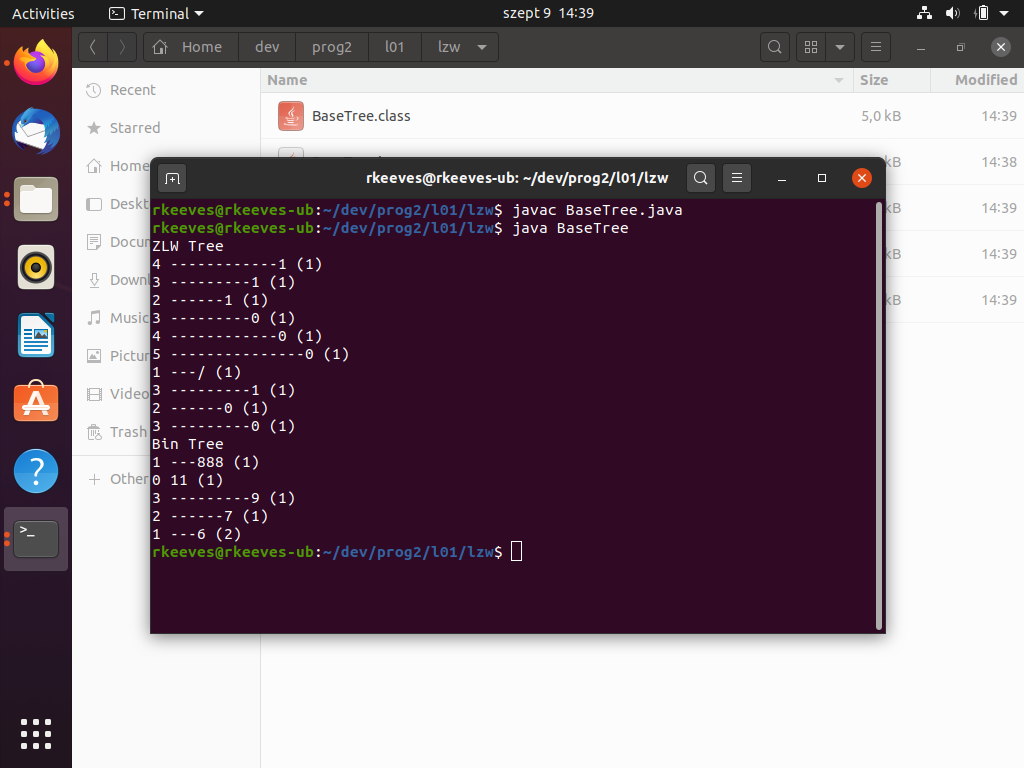 Activities
Terminal
szept 9 14:39
Home
dev
prog2
l01
lzw
Name
Size
Modified
Recent
Starred
Home
Deskt
Docum
Downl
Music
Pictur
Video
Trash
Other
BaseTree.class
5,0 kB
14:39
kB
14:38
kB
14:39
kB
14:39
kB
14:39
rkeeves@rkeeves-ub: ~/dev/prog2/l01/lzw
rkeeves@rkeeves-ub:~/dev/prog2/l01/lzw$ javac BaseTree.java
rkeeves@rkeeves-ub:~/dev/prog2/l01/lzw$ java BaseTree
ZLW Tree
4 ------------1 (1)
3 ---------1 (1)
2 ------1 (1)
3 ---------0 (1)
4 ------------0 (1)
5 ---------------0 (1)
1 ---/ (1)
3 ---------1 (1)
2 ------0 (1)
3 ---------0 (1)
Bin Tree
1 ---888 (1)
0 11 (1)
3 ---------9 (1)
2 ------7 (1)
1 ---6 (2)
rkeeves@rkeeves-ub:~/dev/prog2/l01/lzw$